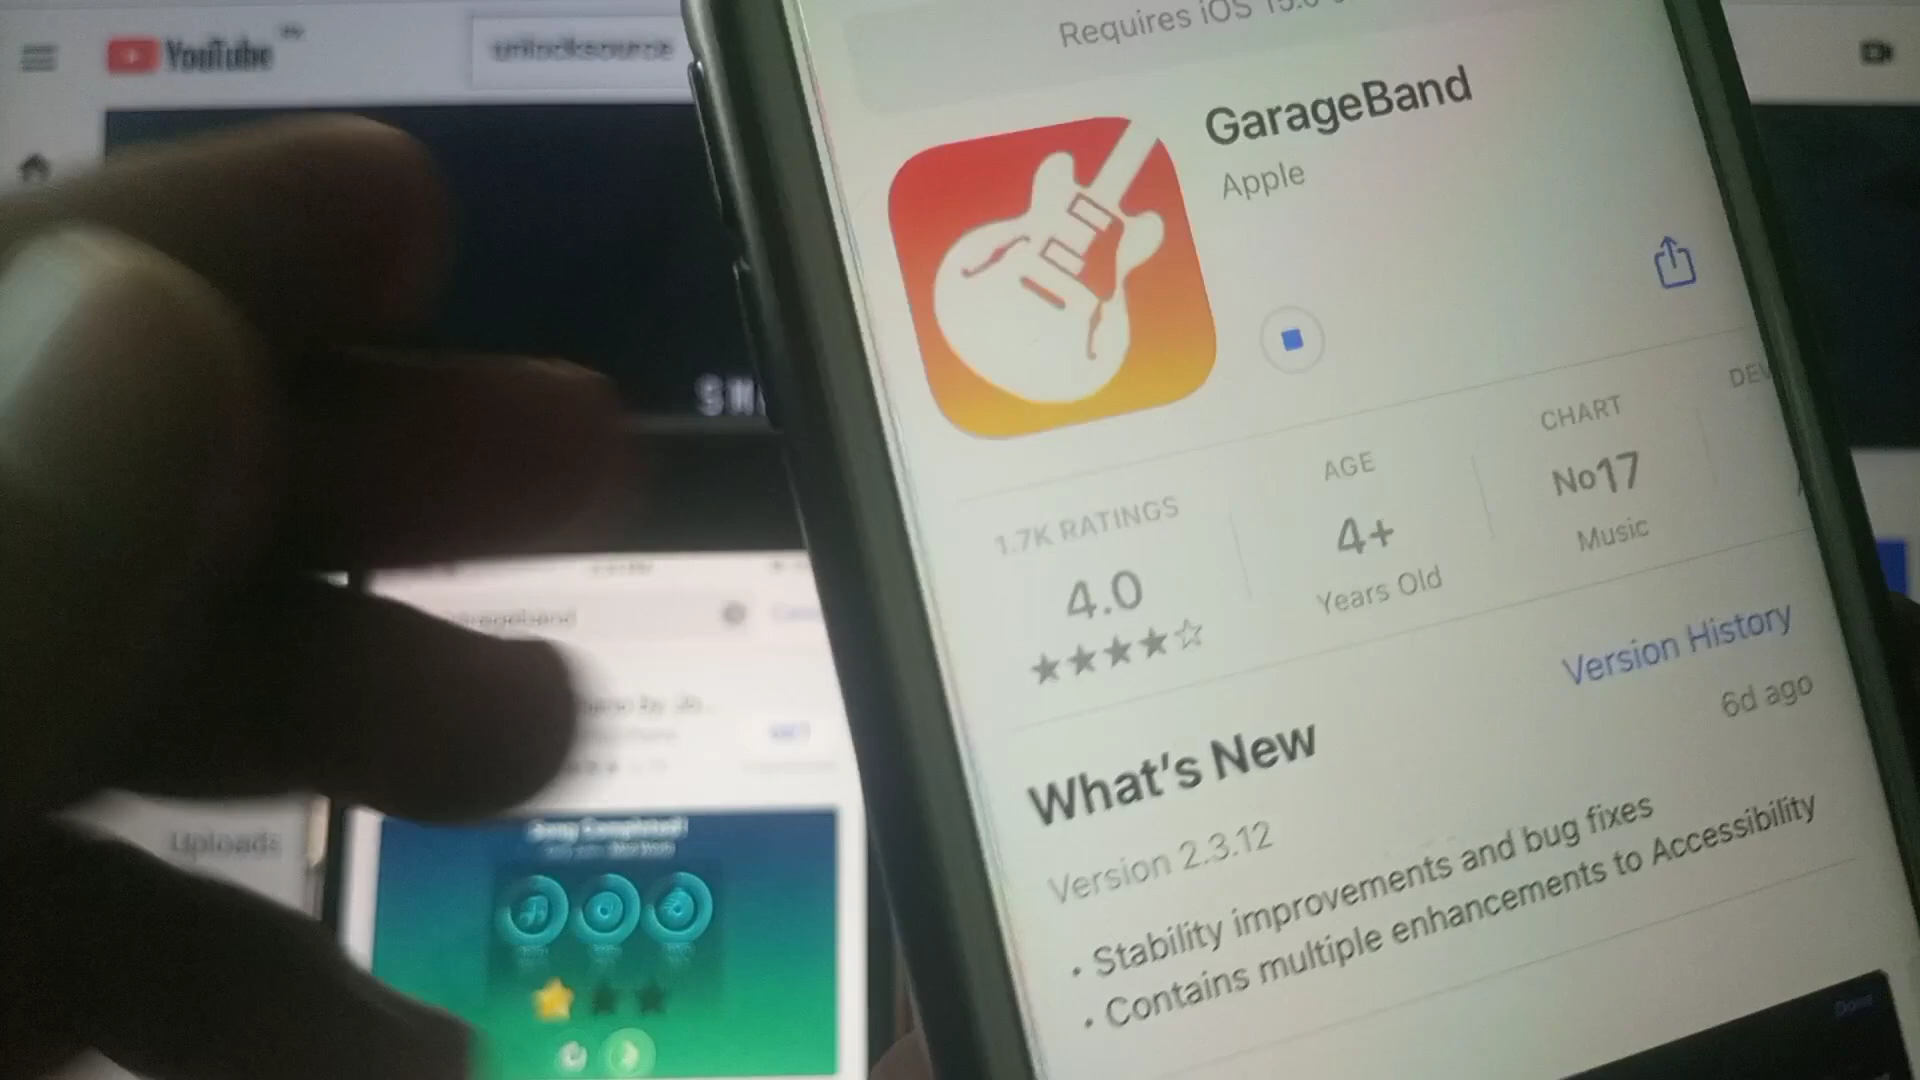 YouTube
unlocksource
Requires iOS 15.0
GarageBand
Apple
1.7K RATINGS
4.0
★★★★☆
AGE
4+
Years Old
CHART
No17
Music
What's New
Version History
Version 2.3.12
6d ago
• Stability improvements and bug fixes
• Contains multiple enhancements to Accessibility
Uploads
Song Completed!
Done